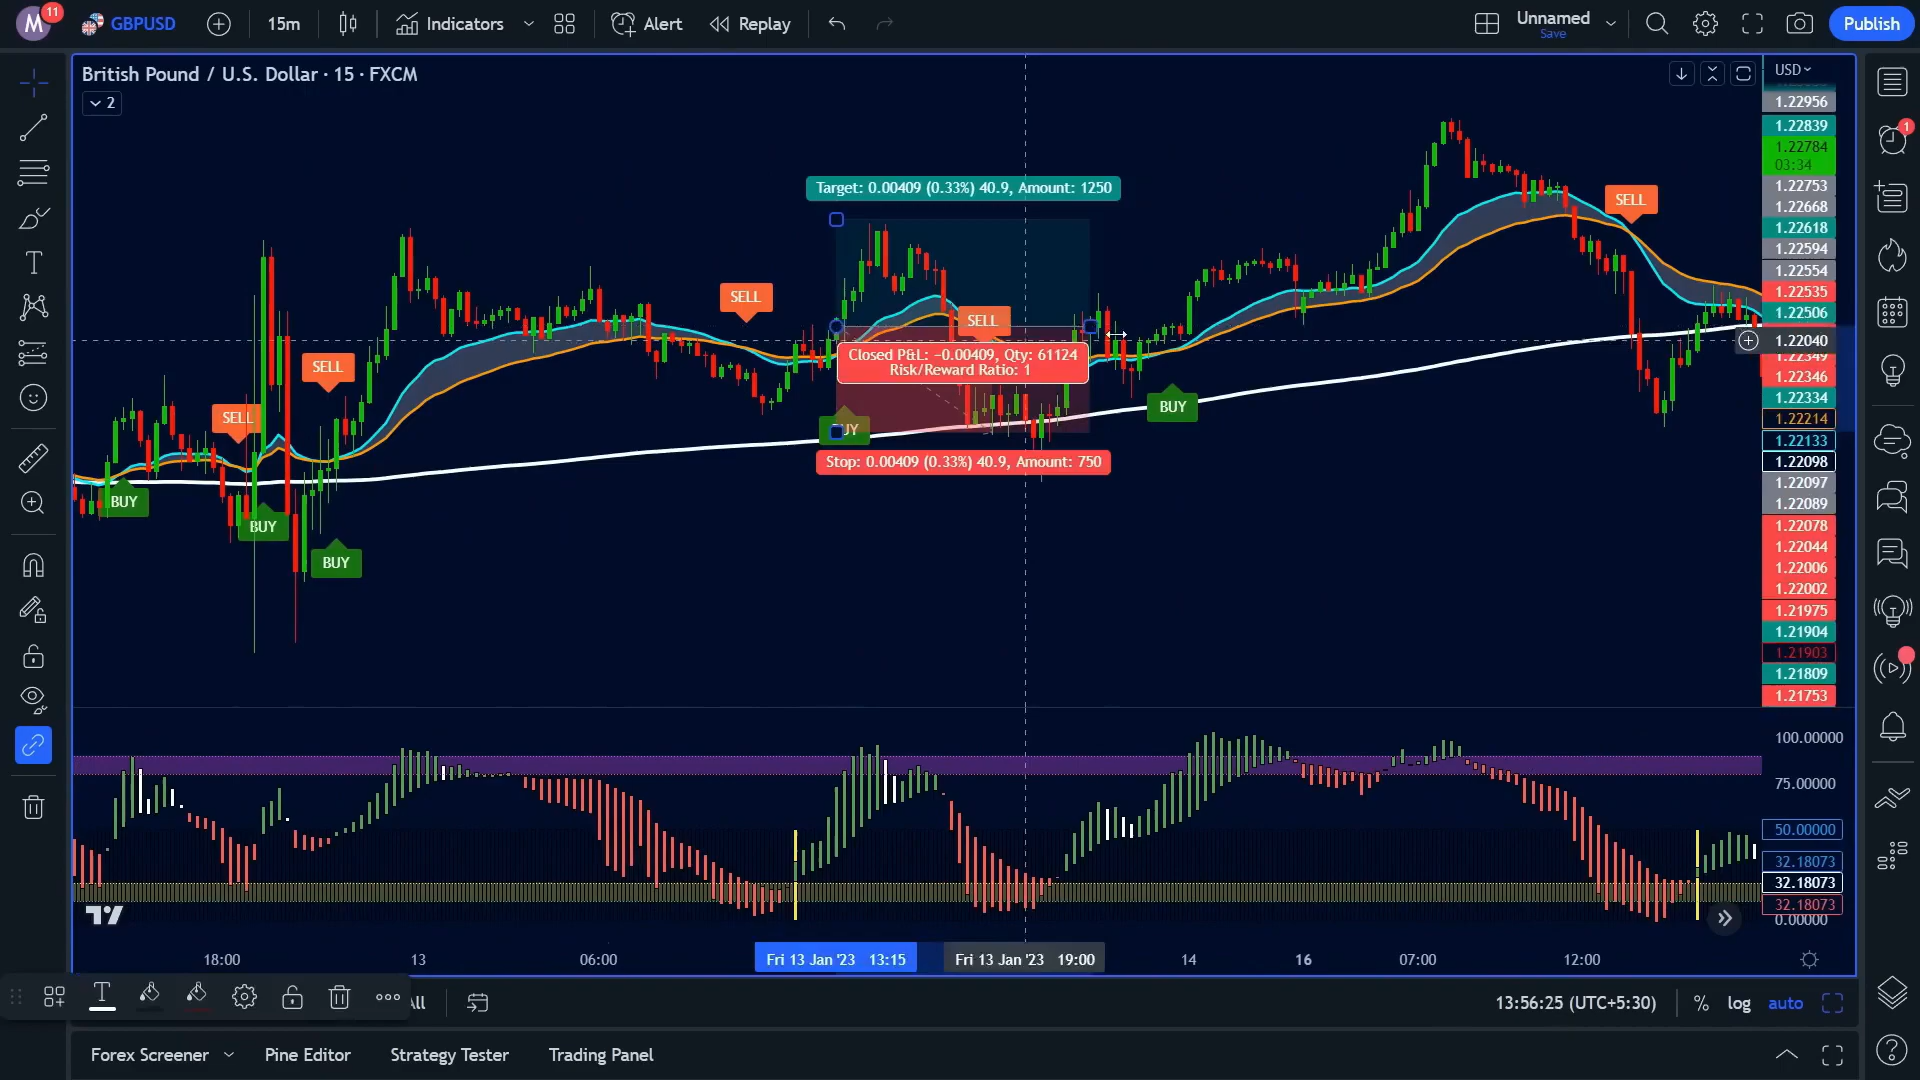 M
11
GBPUSD
15m
Indicators
Alert
Replay
Unnamed
Save
Publish
British Pound / U.S. Dollar · 15 · FXCM
2
USD
1.22956
1.22839
1.22784
03:34
1.22753
1.22668
1.22618
1.22594
1.22554
1.22535
1.22506
1.22040
1.22349
1.22346
1.22334
1.22214
1.22133
1.22098
1.22097
1.22089
1.22078
1.22044
1.22006
1.22002
1.21975
1.21904
1.21903
1.21809
1.21753
Target: 0.00409 (0.33%) 40.9, Amount: 1250
SELL
SELL
SELL
SELL
SELL
Closed P&L: −0.00409, Qty: 61124
Risk/Reward Ratio: 1
BUY
Stop: 0.00409 (0.33%) 40.9, Amount: 750
BUY
BUY
BUY
1
100.00000
75.00000
50.00000
32.18073
32.18073
32.18073
0.00000
18:00
13
06:00
Fri 13 Jan '23 13:15
Fri 13 Jan '23 19:00
14
16
07:00
12:00
13:56:25 (UTC+5:30)
%
log
auto
Forex Screener
Pine Editor
Strategy Tester
Trading Panel